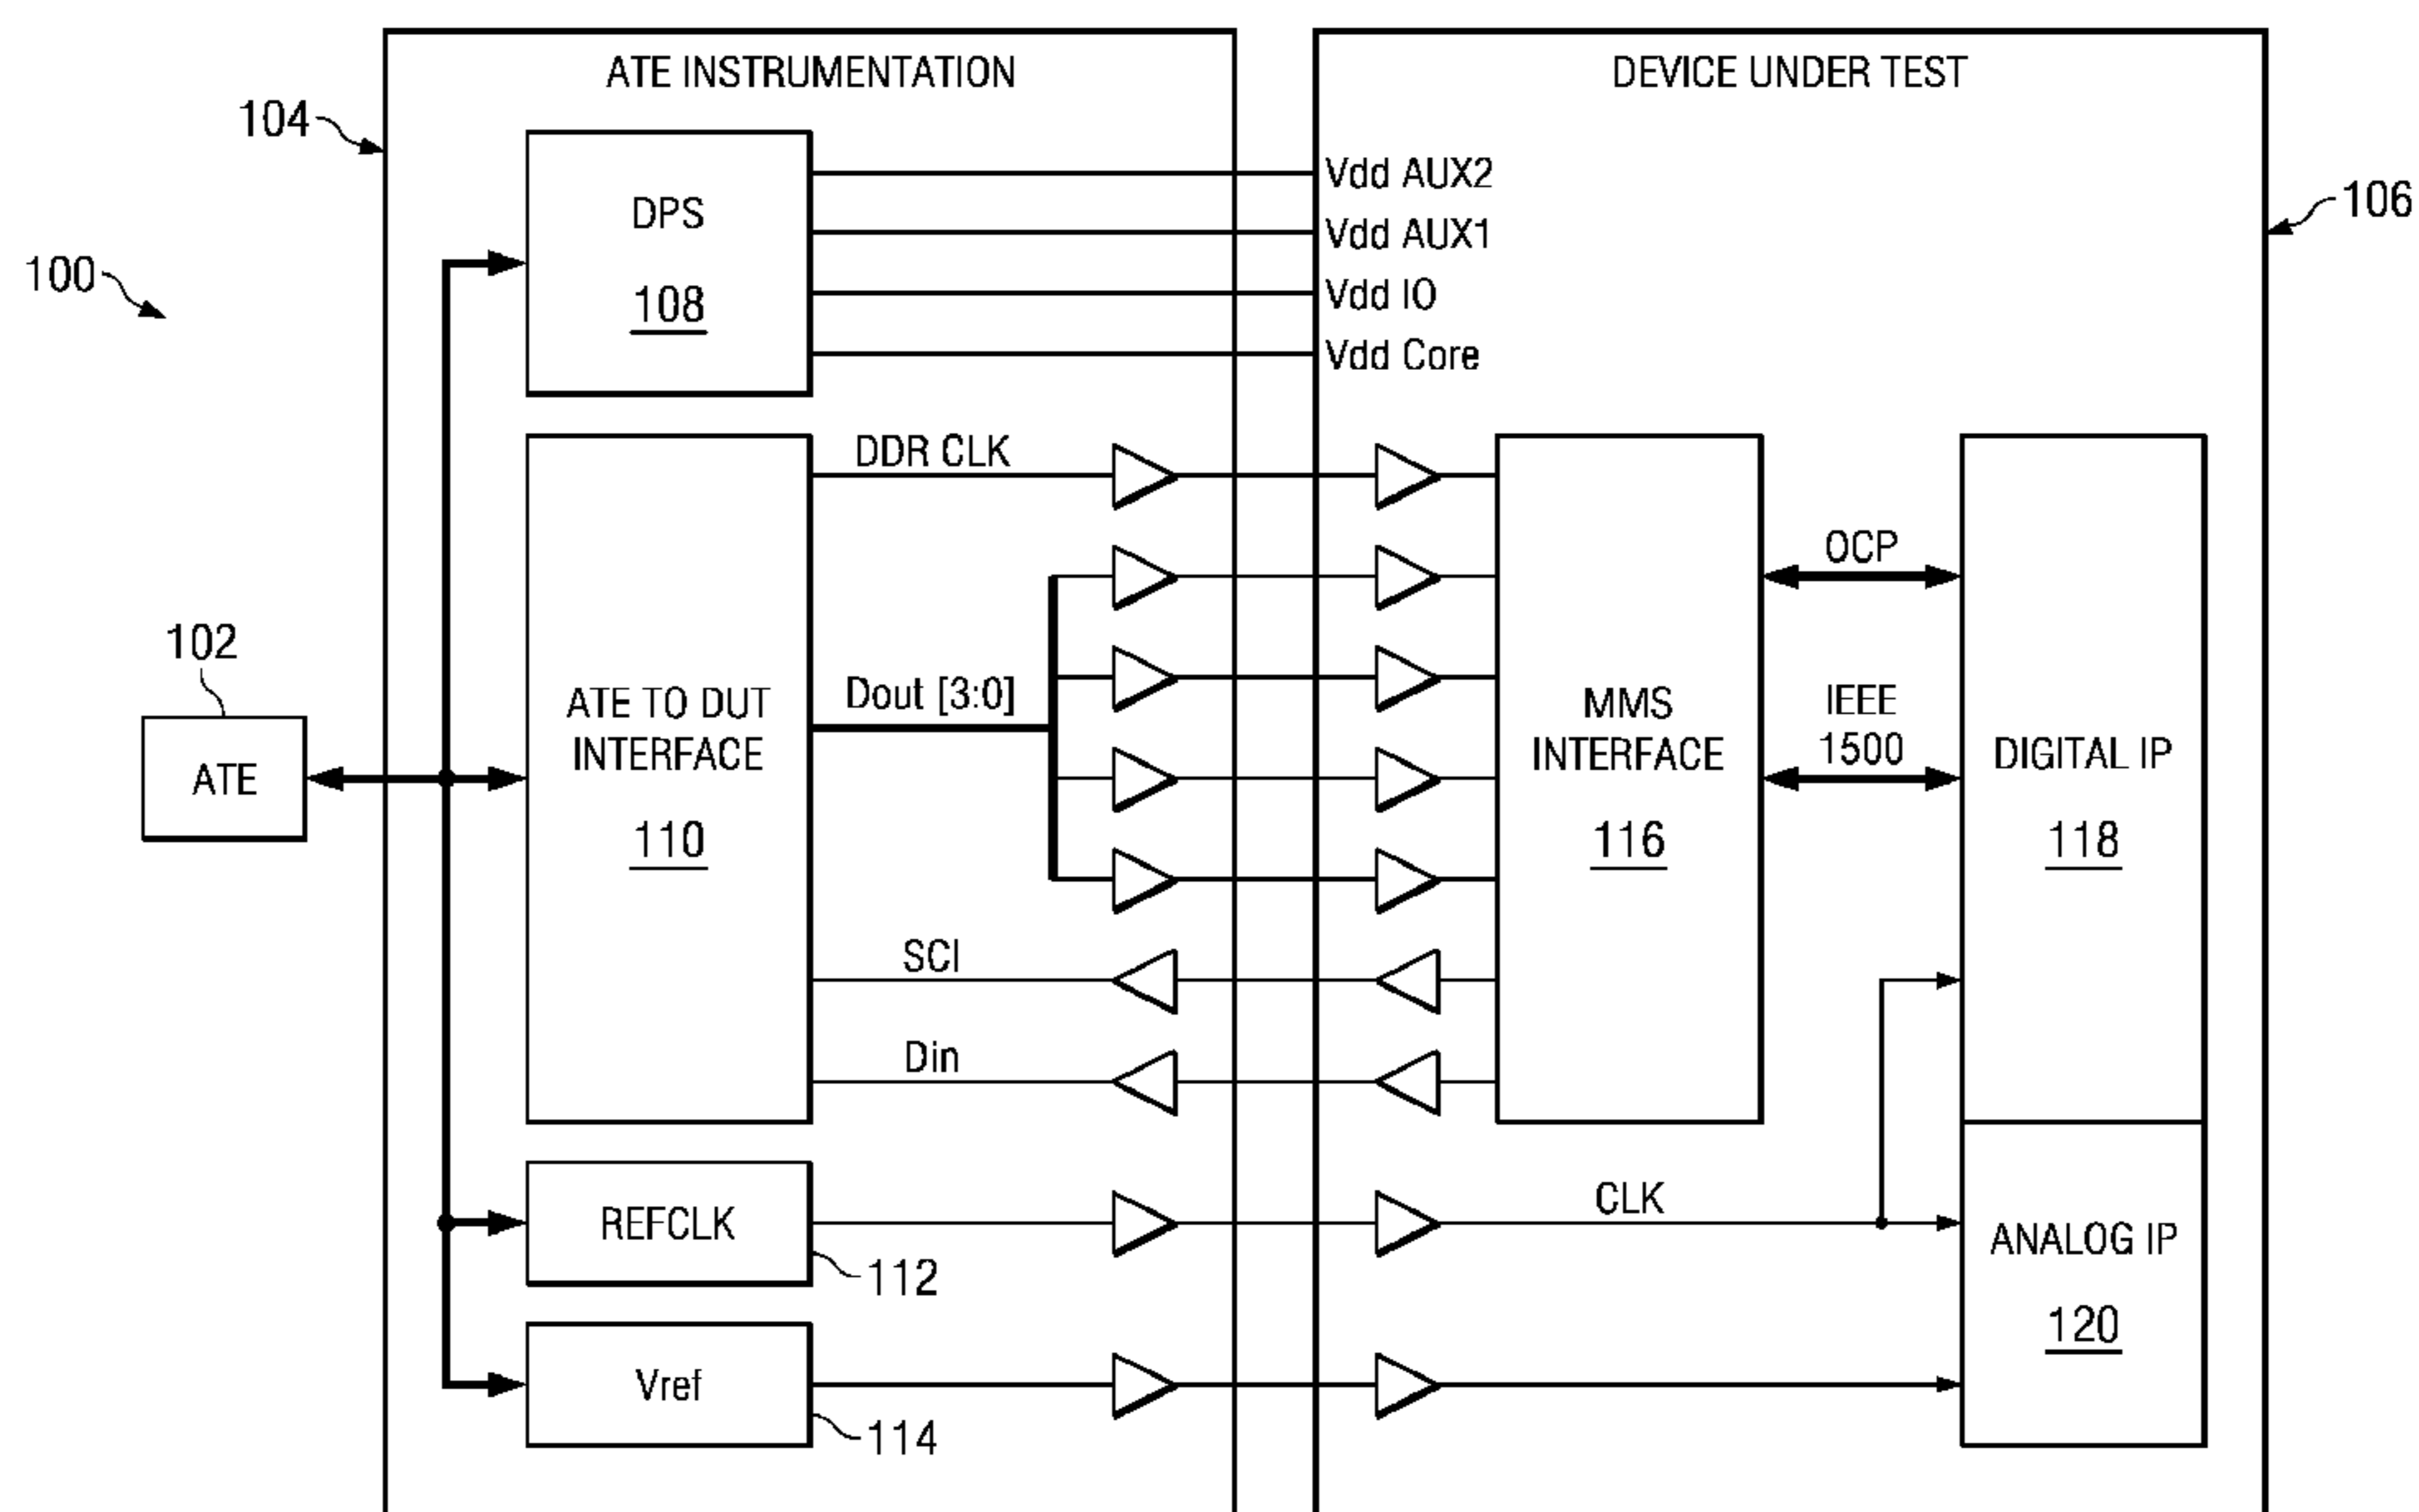 ATE INSTRUMENTATION
DEVICE UNDER TEST
104
106
100
DPS
108
Vdd AUX2
Vdd AUX1
Vdd IO
Vdd Core
DDR CLK
OCP
102
ATE
ATE TO DUT
INTERFACE
110
Dout [3:0]
MMS
INTERFACE
116
IEEE
1500
DIGITAL IP
118
SCI
Din
REFCLK
112
CLK
ANALOG IP
120
Vref
114